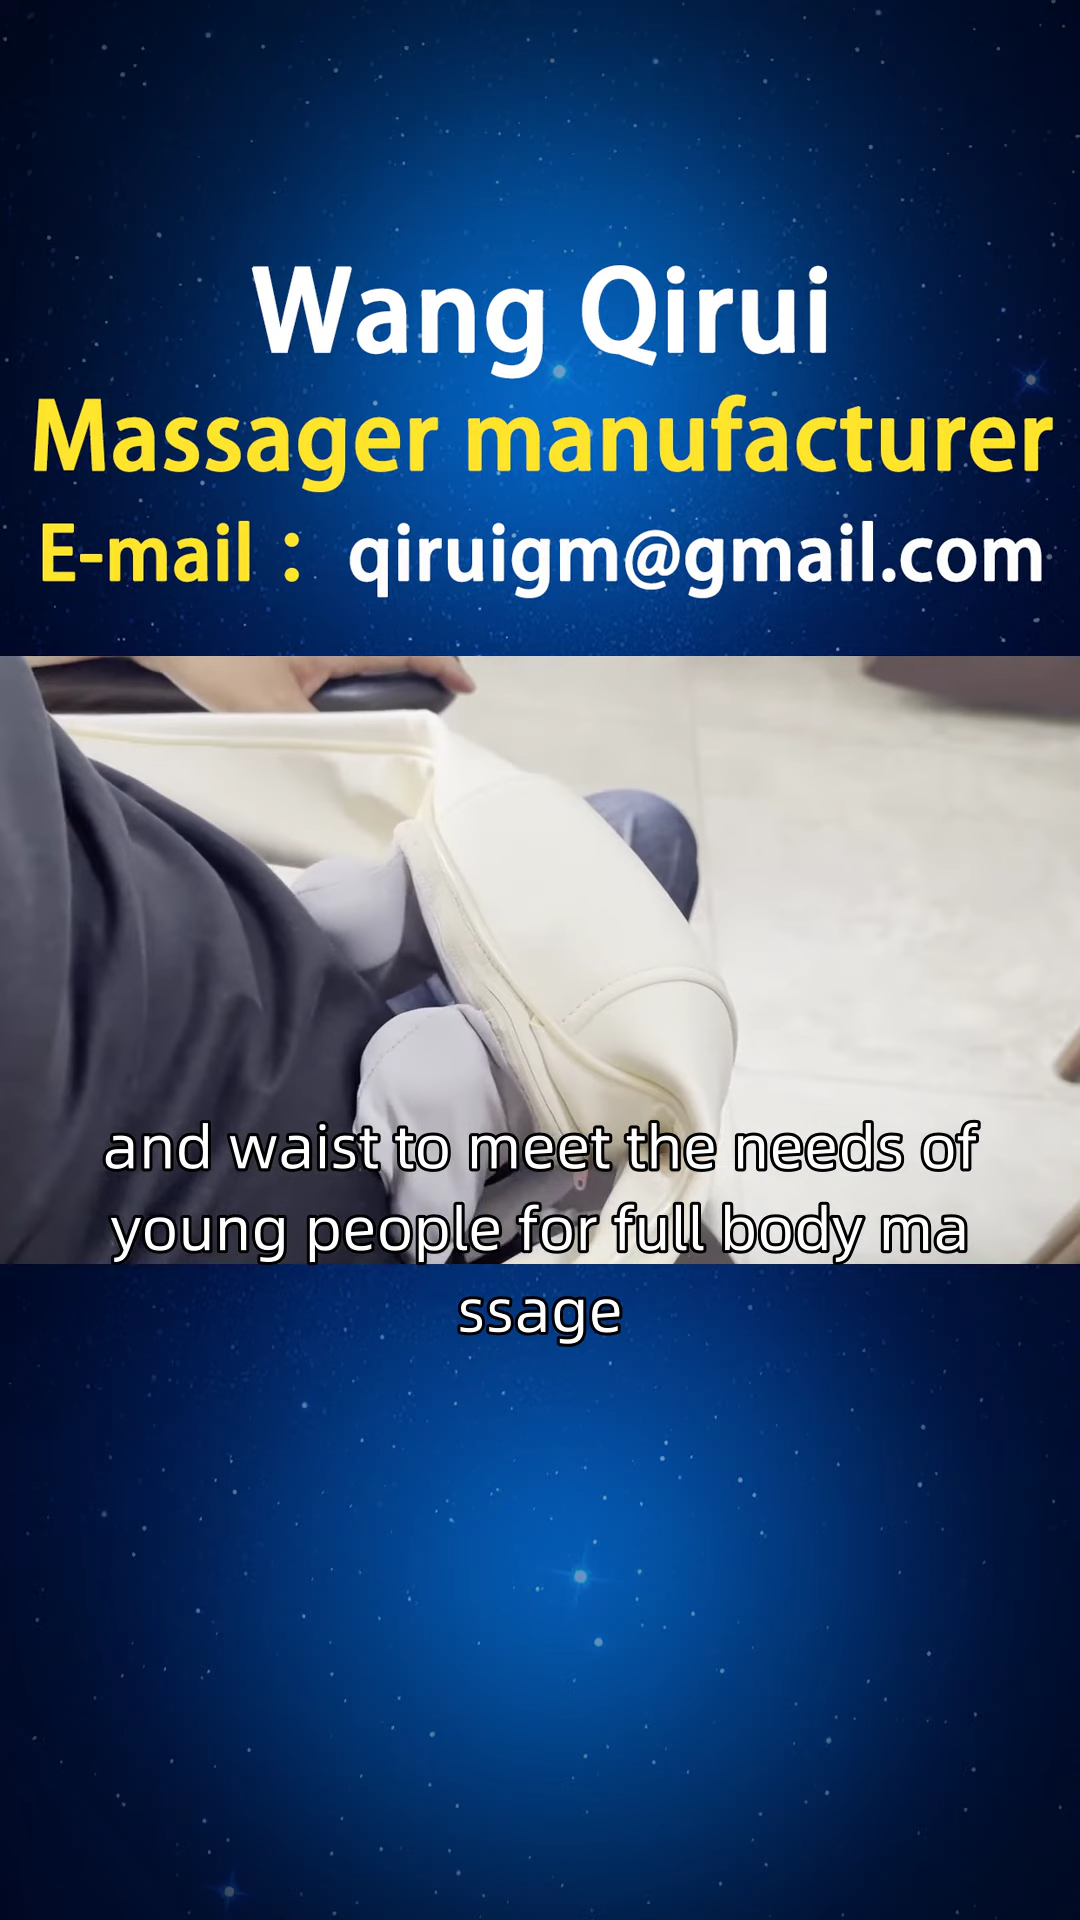 Wang Qirui
Massager manufacturer
E-mail： qiruigm@gmail.com
and waist to meet the needs of
young people for full body ma
ssage